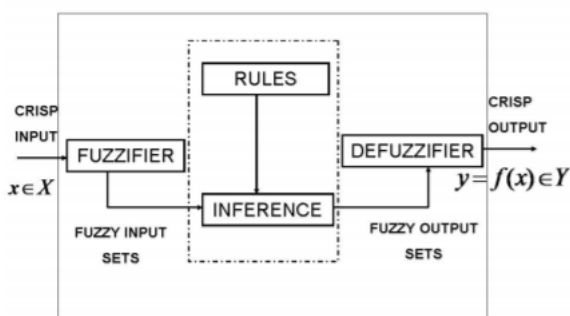 RULES
CRISP
INPUT
x∈X
FUZZIFIER
FUZZY INPUT
SETS
INFERENCE
DEFUZZIFIER
FUZZY OUTPUT
SETS
CRISP
OUTPUT
y=f(x)∈Y